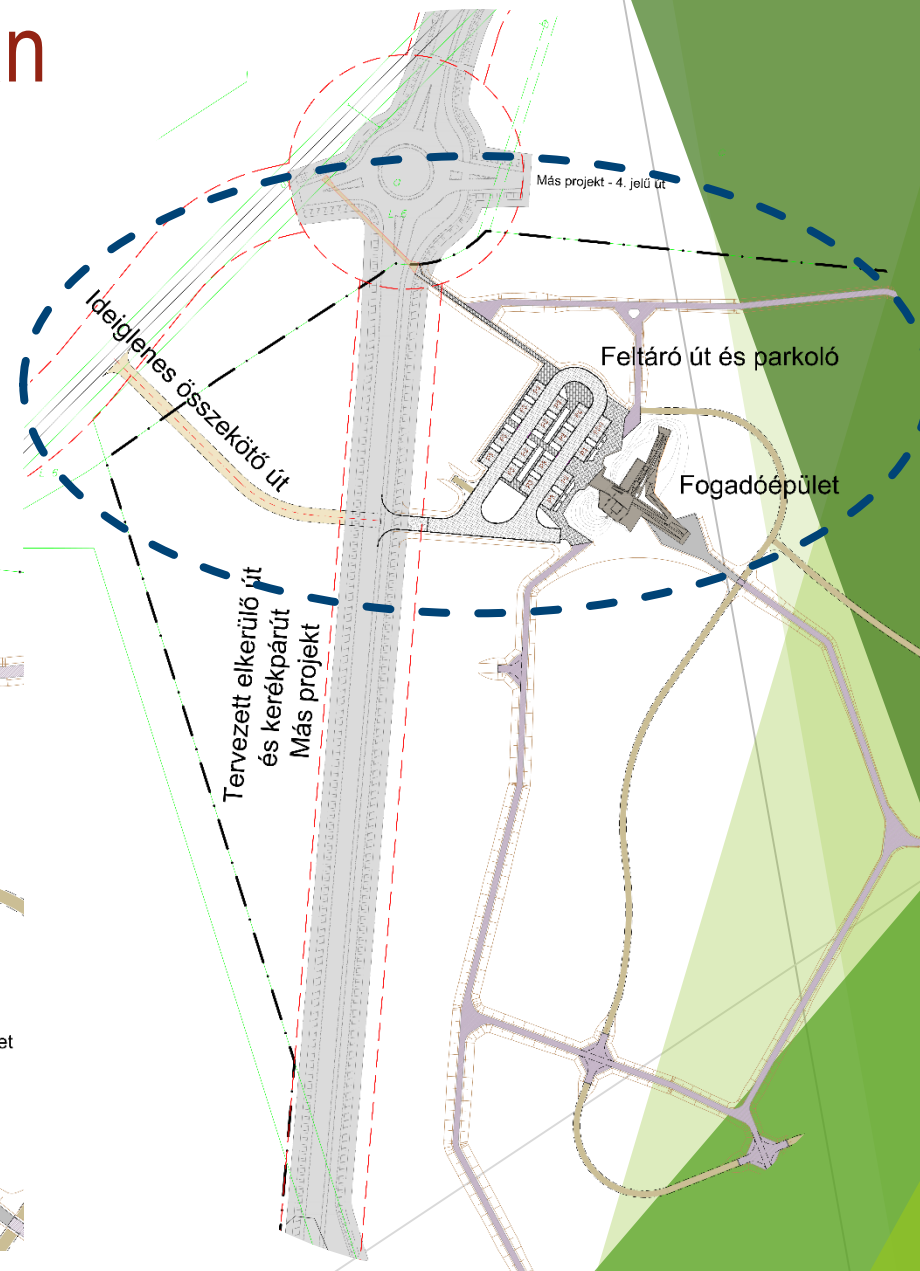 n
Más projekt - 4. jelű út
Ideiglenes összekötő út
Feltáró út és parkoló
Fogadóépület
Tervezett elkerülő út
és kerékpárút
Más projekt
et